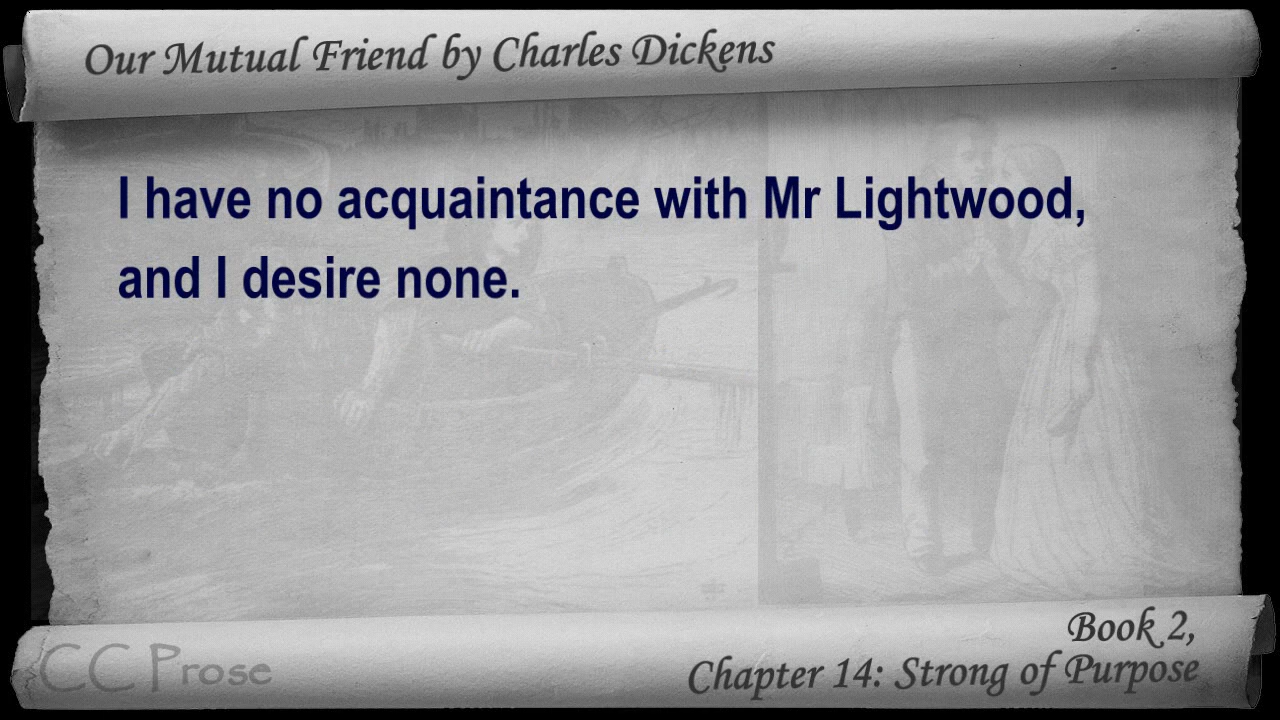 Our Mutual Friend by Charles Dickens
I have no acquaintance with Mr Lightwood,
and I desire none.
Book 2,
CC Prose
Chapter 14: Strong of Purpose